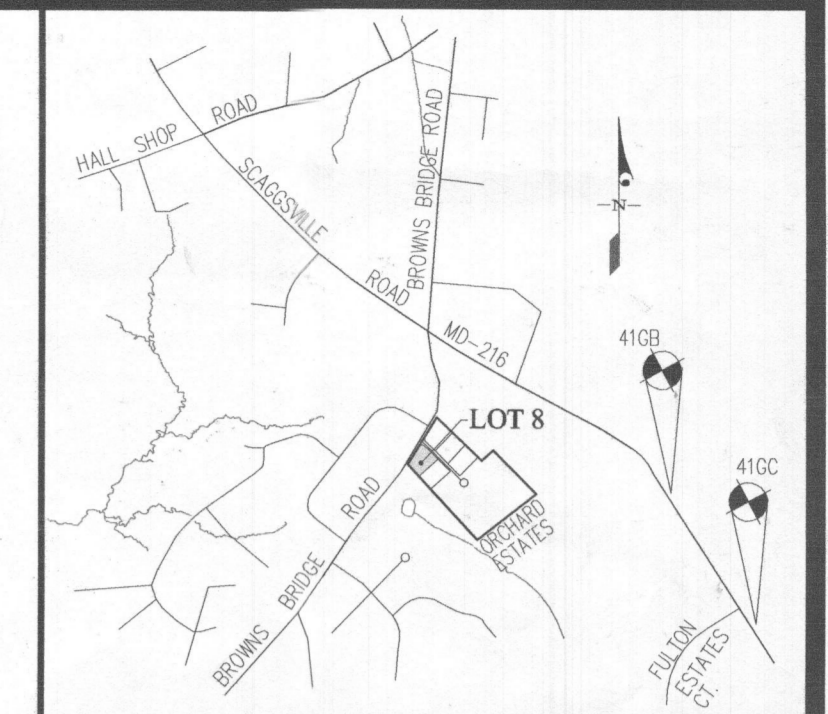 HALL SHOP ROAD
SCAGGSVILLE ROAD
MD-216
BROWNS BRIDGE ROAD
N
41GB
LOT 8
41GC
ORCHARD
ESTATES
BROWNS BRIDGE ROAD
FULTON
ESTATES
CT.